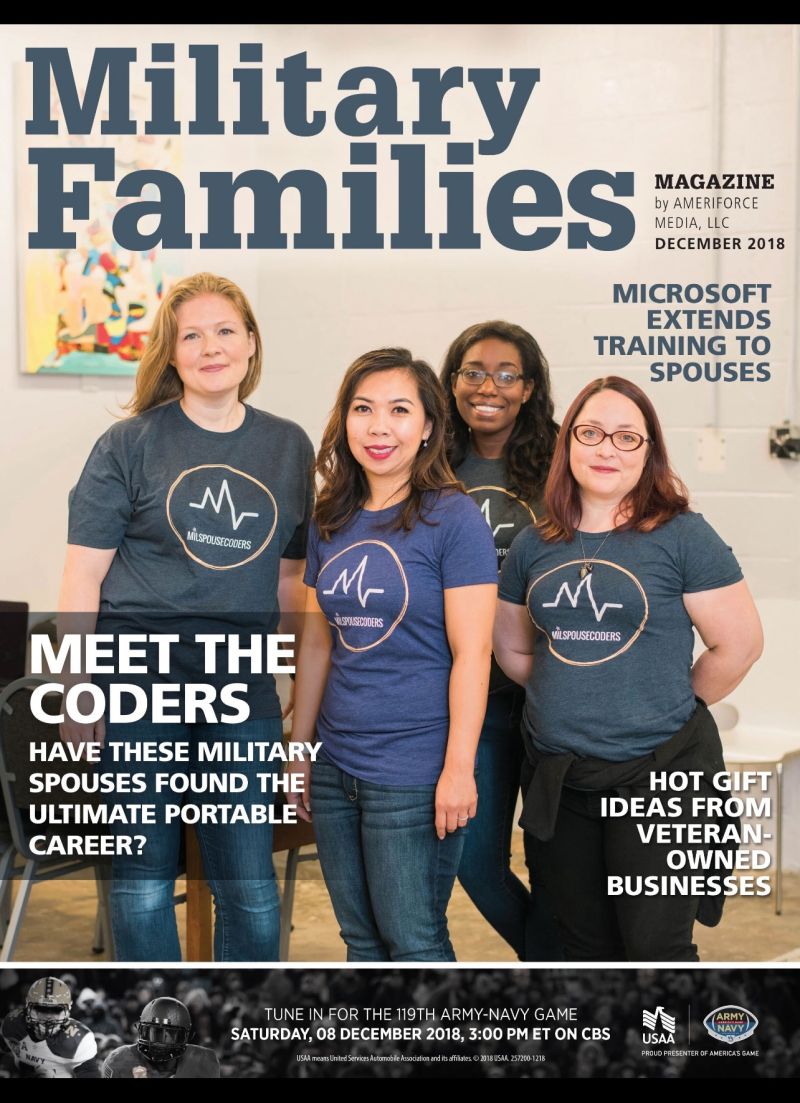 Military
Families
MAGAZINE
by AMERIFORCE
MEDIA, LLC
DECEMBER 2018
MICROSOFT
EXTENDS
TRAINING TO
SPOUSES
MILSPOUSECODERS
MILSPOUSECODERS
MILSPOUSECODERS
MEET THE
CODERS
HAVE THESE MILITARY
SPOUSES FOUND THE
ULTIMATE PORTABLE
CAREER?
HOT GIFT
IDEAS FROM
VETERAN-
OWNED
BUSINESSES
NAVY
TUNE IN FOR THE 119TH ARMY-NAVY GAME
SATURDAY, 08 DECEMBER 2018, 3:00 PM ET ON CBS
USAA means United Services Automobile Association and its affiliates. © 2018 USAA. 257200-1218
USAA
ARMY
NAVY
PROUD PRESENTER OF AMERICA'S GAME